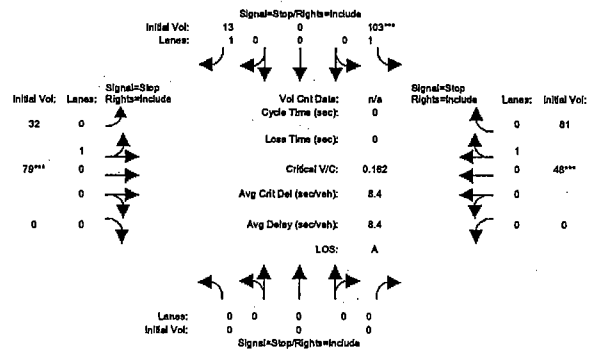 Signal=Stop/Rights=Include
Initial Vol: 13 0 103***
Lanes: 1 0 0 0 1
Signal=Stop
Initial Vol: Lanes: Rights=Include
Vol Cnt Date: n/a
Signal=Stop
Rights=Include Lanes: Initial Vol:
32 0 Cycle Time (sec): 0 0 81
1 Loss Time (sec): 0 1
79*** 0 Critical V/C: 0.162 0 48***
0 Avg Crit Del (sec/veh): 8.4 0
0 0 Avg Delay (sec/veh): 8.4 0 0
LOS: A
Lanes: 0 0 0 0 0
Initial Vol: 0 0 0
Signal=Stop/Rights=Include